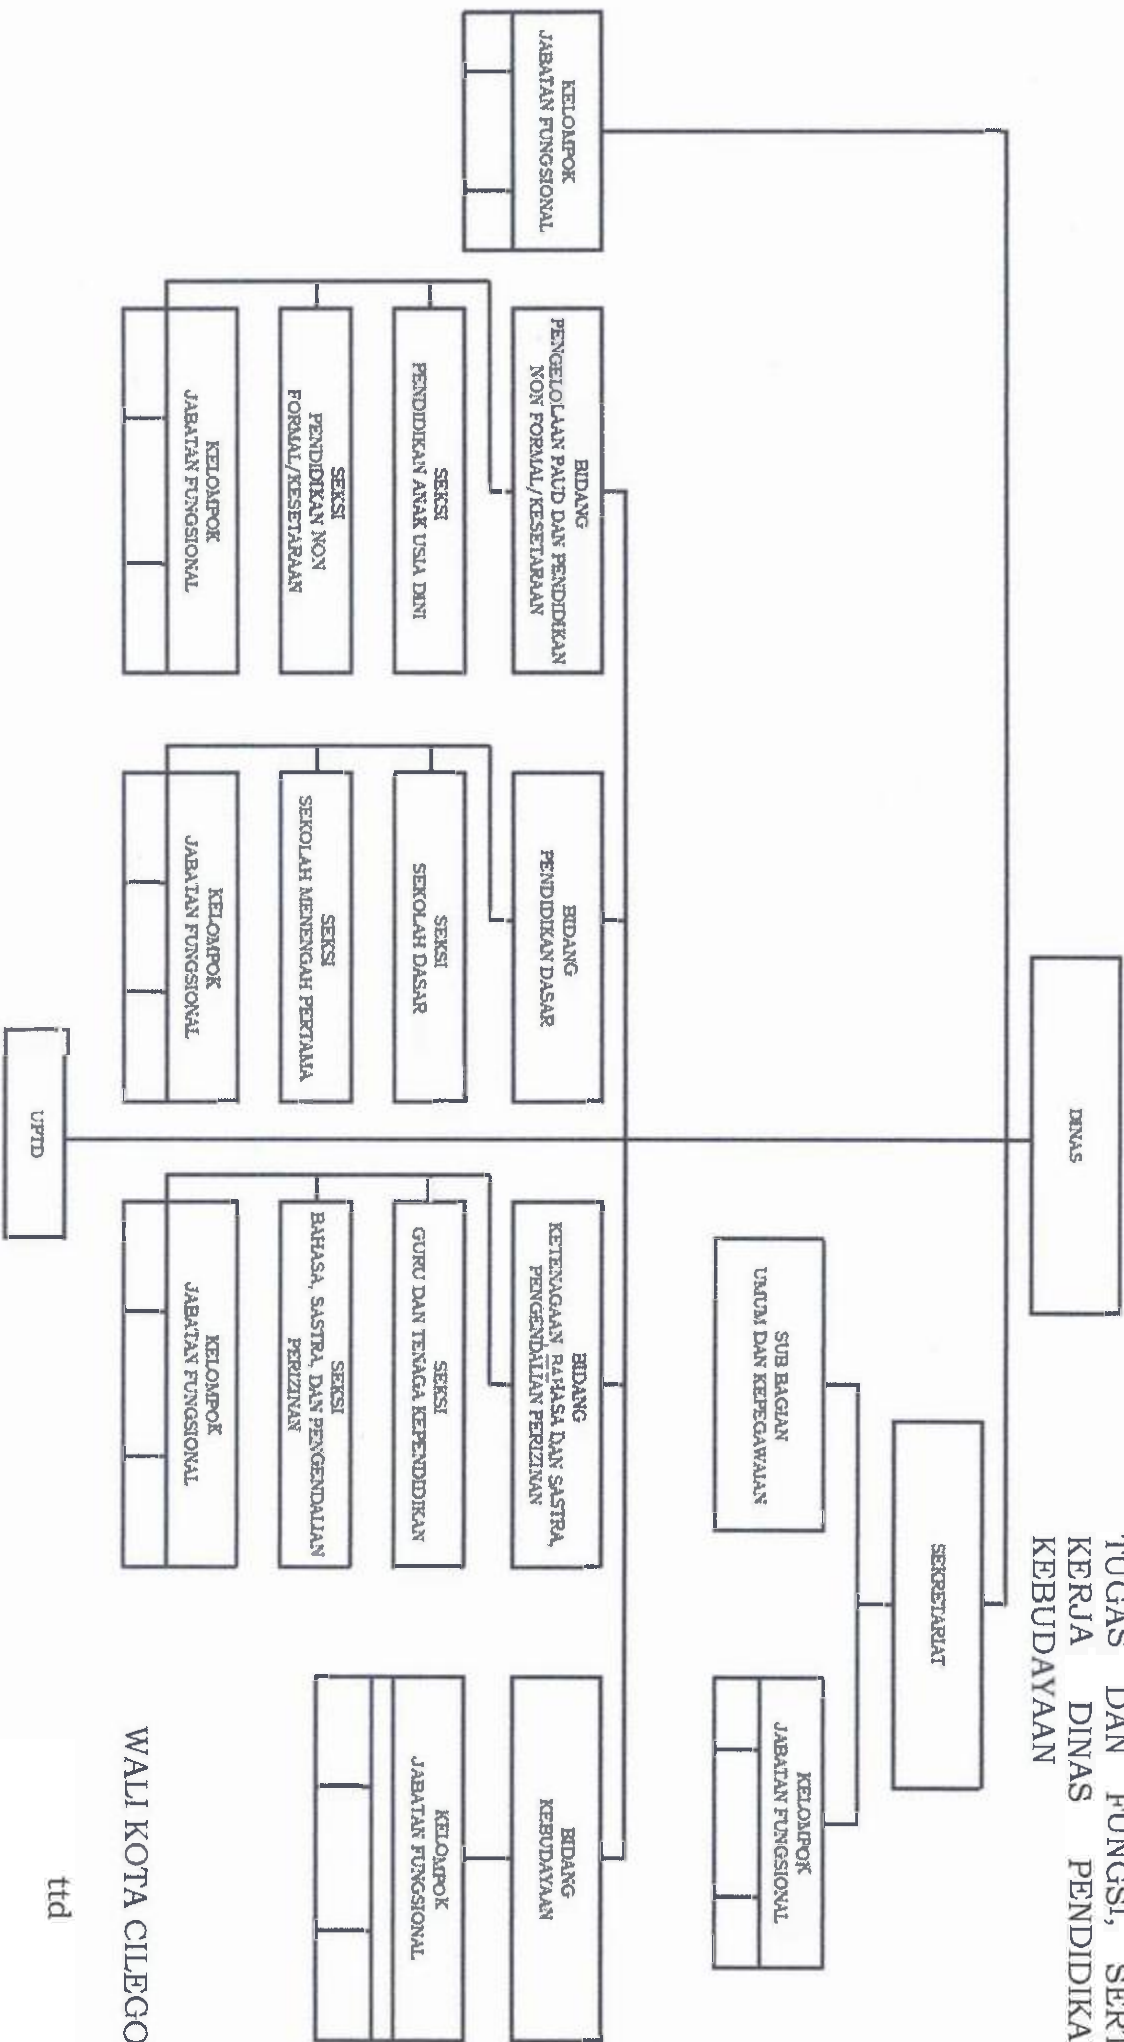 TUGAS DAN FUNGSI,
KERJA DINAS PENDIDIKA
KEBUDAYAAN
DINAS
SEKRETARIAT
SUB BAGIAN
UMUM DAN KEPEGAWAIAN
KELOMPOK
JABATAN FUNGSIONAL
KELOMPOK
JABATAN FUNGSIONAL
BIDANG
PENGELOLAAN PAUD DAN PENDIDIKAN
NON FORMAL/KESETARAAN
BIDANG
PENDIDIKAN DASAR
BIDANG
KETENAGAAN, BAHASA DAN SASTRA,
PENGENDALIAN PERIZINAN
BIDANG
KEBUDAYAAN
SEKSI
PENDIDIKAN ANAK USIA DINI
SEKSI
SEKOLAH DASAR
SEKSI
GURU DAN TENAGA KEPENDIDIKAN
KELOMPOK
JABATAN FUNGSIONAL
SEKSI
PENDIDIKAN NON
FORMAL/KESETARAAN
SEKSI
SEKOLAH MENENGAH PERTAMA
SEKSI
BAHASA, SASTRA, DAN PENGENDALIAN
PERIZINAN
KELOMPOK
JABATAN FUNGSIONAL
KELOMPOK
JABATAN FUNGSIONAL
KELOMPOK
JABATAN FUNGSIONAL
UPTD
WALI KOTA CILEGO
ttd